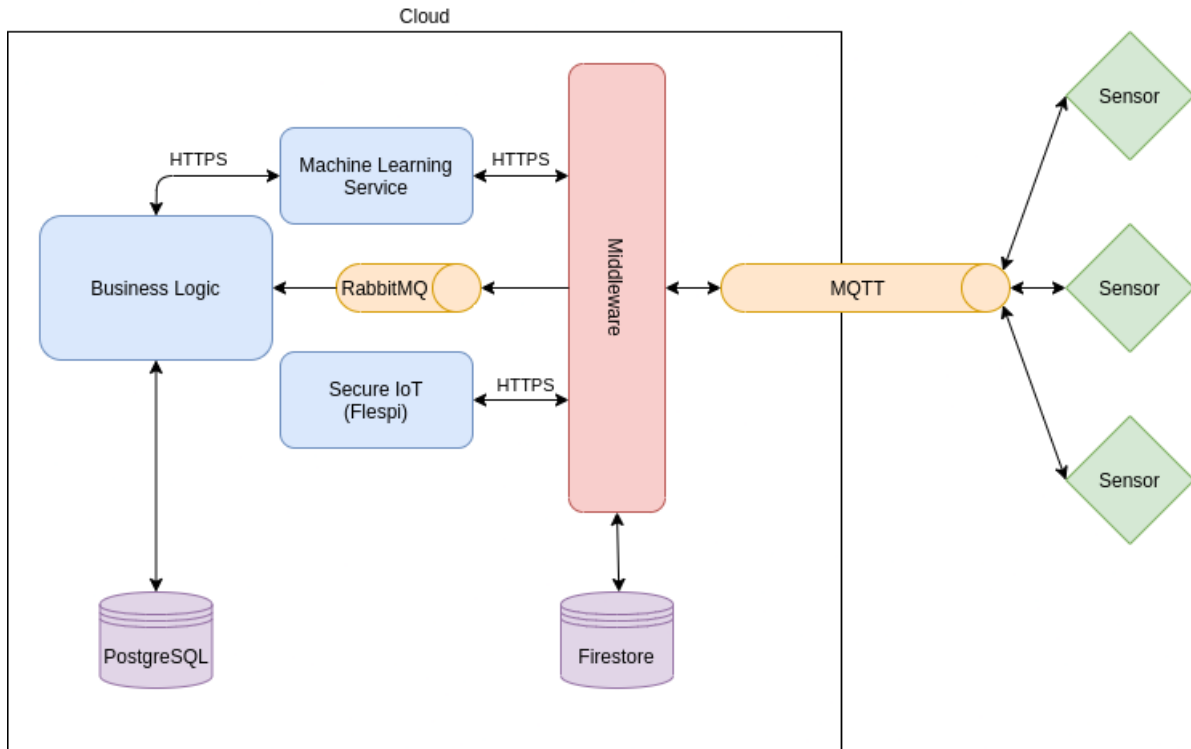 Cloud
Sensor
HTTPS
Machine Learning
Service
HTTPS
Business Logic
RabbitMQ
Middleware
MQTT
Sensor
Secure IoT
(Flespi)
HTTPS
Sensor
PostgreSQL
Firestore